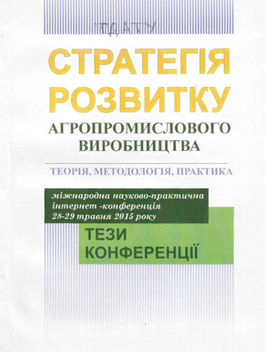 ТДАТУ
СТРАТЕГІЯ
РОЗВИТКУ
АГРОПРОМИСЛОВОГО
ВИРОБНИЦТВА
ТЕОРІЯ, МЕТОДОЛОГІЯ, ПРАКТИКА
міжнародна науково-практична
інтернет -конференція
28-29 травня 2015 року
ТЕЗИ
КОНФЕРЕНЦІЇ